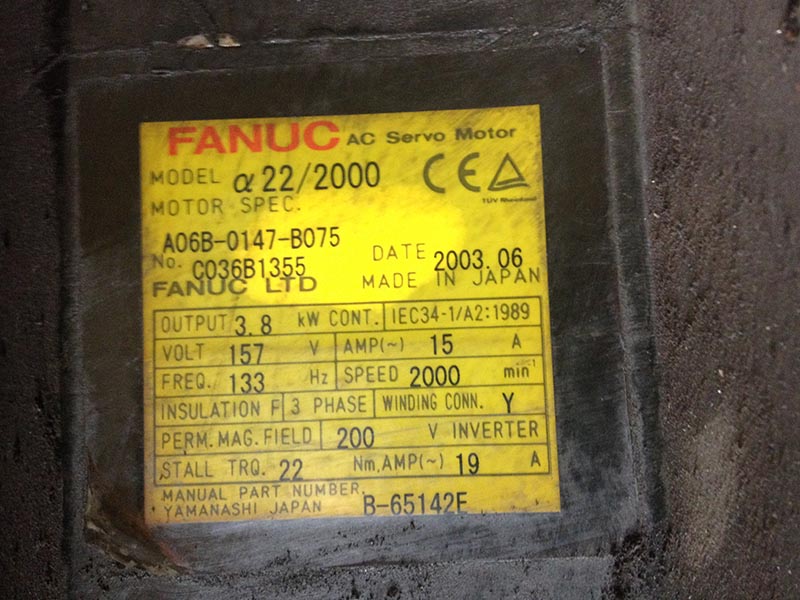 FANUC AC Servo Motor
MODEL α22/2000
CE TÜV Rheinland
MOTOR SPEC.
A06B-0147-B075
No. C036B1355 DATE 2003.06
FANUC LTD MADE IN JAPAN
OUTPUT 3.8 kW CONT. IEC34-1/A2:1989
VOLT 157 V AMP(~) 15 A
FREQ. 133 Hz SPEED 2000 min-1
INSULATION F 3 PHASE WINDING CONN. Y
PERM.MAG.FIELD 200 V INVERTER
STALL TRQ. 22 Nm,AMP(~) 19 A
MANUAL PART NUMBER.
YAMANASHI JAPAN B-65142E